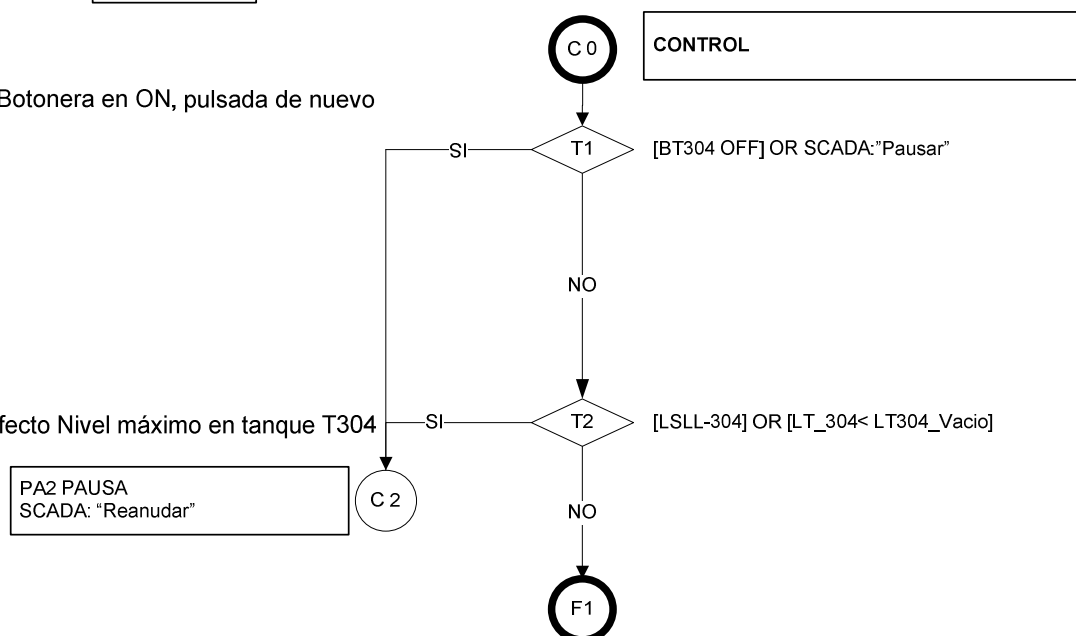 C 0
CONTROL
Botonera en ON, pulsada de nuevo
SI
T1
[BT304 OFF] OR SCADA:”Pausar”
NO
fecto Nivel máximo en tanque T304
SI
T2
[LSLL-304] OR [LT_304< LT304_Vacio]
PA2 PAUSA
SCADA: “Reanudar”
C 2
NO
F1